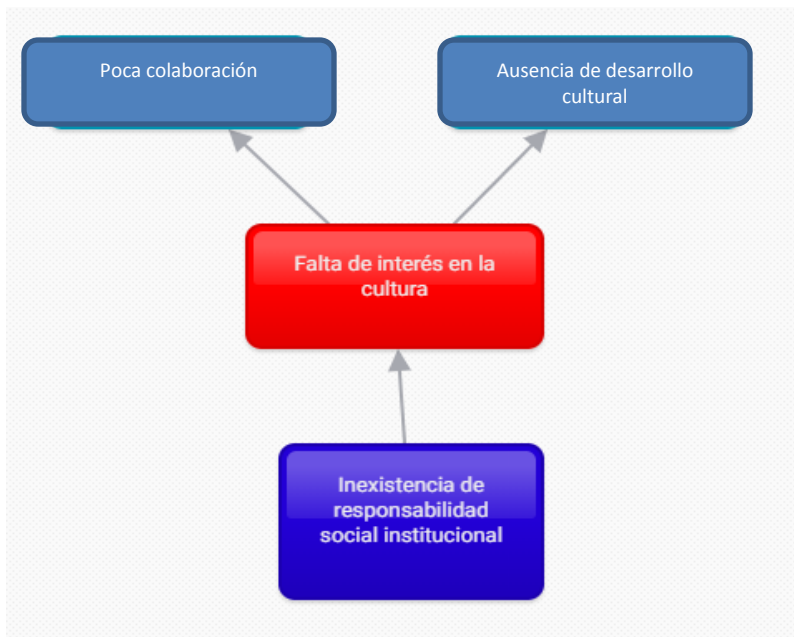 Poca colaboración
Ausencia de desarrollo
cultural
Falta de interés en la
cultura
Inexistencia de
responsabilidad
social institucional